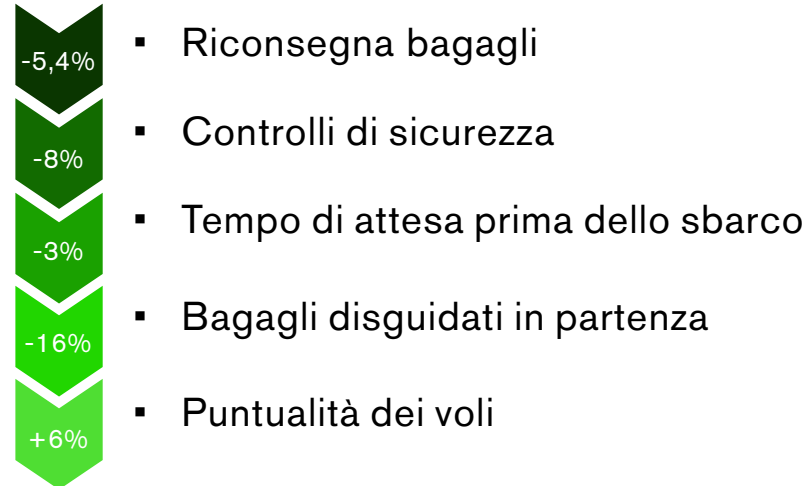 -5,4%
▪ Riconsegna bagagli
-8%
▪ Controlli di sicurezza
-3%
▪ Tempo di attesa prima dello sbarco
-16%
▪ Bagagli disguidati in partenza
+6%
▪ Puntualità dei voli